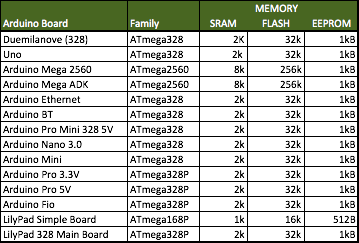 MEMORY
Arduino Board Family SRAM FLASH EEPROM
Duemilanove (328) ATmega328 2K 32k 1kB
Uno ATmega328 2k 32k 1kB
Arduino Mega 2560 ATmega2560 8k 256k 1kB
Arduino Mega ADK ATmega2560 8k 256k 1kB
Arduino Ethernet ATmega328 2k 32k 1kB
Arduino BT ATmega328 2k 32k 1kB
Arduino Pro Mini 328 5V ATmega328 2k 32k 1kB
Arduino Nano 3.0 ATmega328 2k 32k 1kB
Arduino Mini ATmega328 2k 32k 1kB
Arduino Pro 3.3V ATmega328P 2k 32k 1kB
Arduino Pro 5V ATmega328P 2k 32k 1kB
Arduino Fio ATmega328P 2k 32k 1kB
LilyPad Simple Board ATmega168P 1k 16k 512B
LilyPad 328 Main Board ATmega328P 2k 32k 1kB